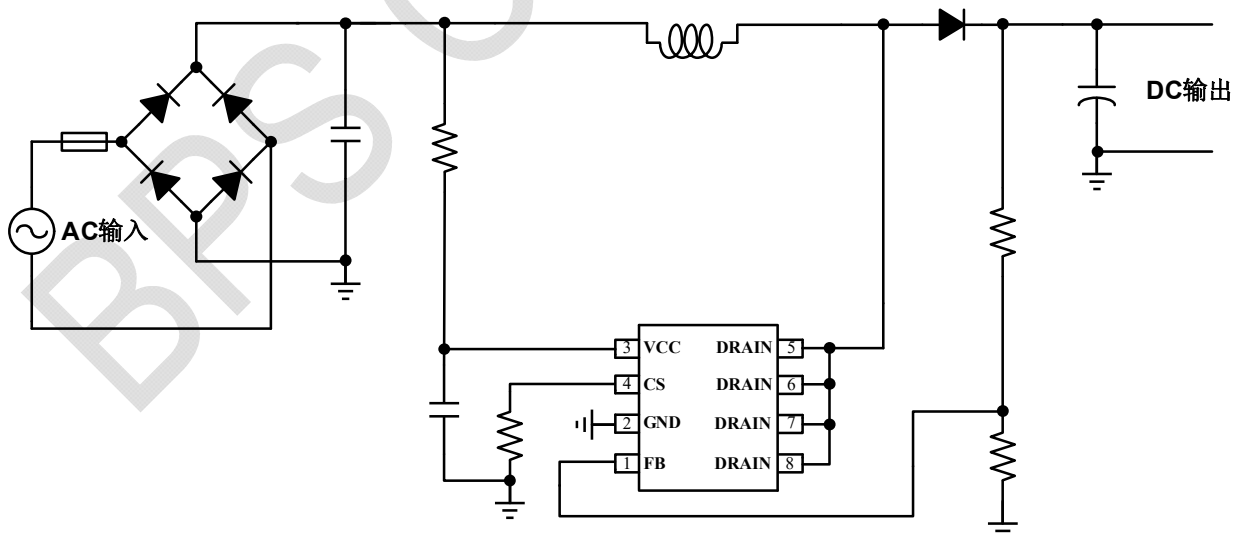 BPS C
DC输出
AC输入
3 VCC DRAIN 5
4 CS DRAIN 6
2 GND DRAIN 7
1 FB DRAIN 8